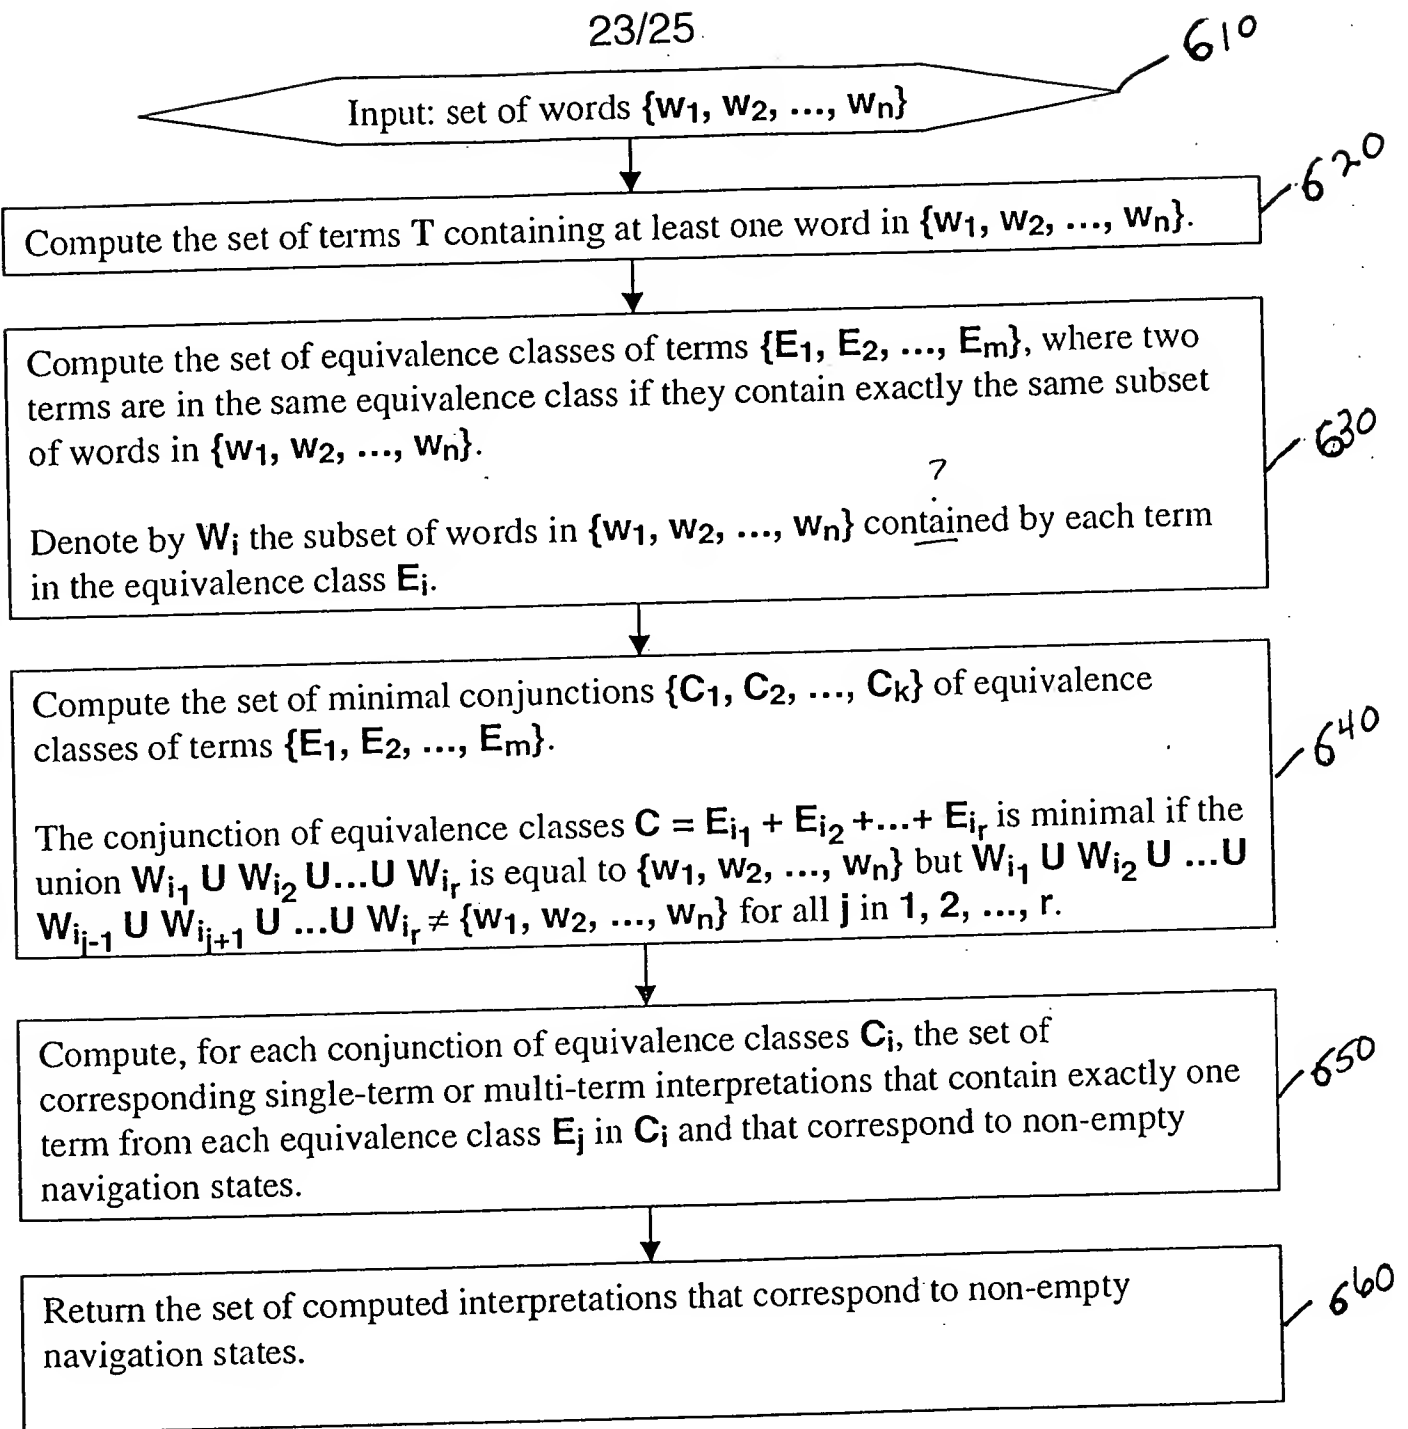 23/25
610
Input: set of words {w₁, w₂, ..., wₙ}
620
Compute the set of terms T containing at least one word in {w₁, w₂, ..., wₙ}.
Compute the set of equivalence classes of terms {E₁, E₂, ..., Eₘ}, where two
terms are in the same equivalence class if they contain exactly the same subset
of words in {w₁, w₂, ..., wₙ}.
630
?
Denote by Wᵢ the subset of words in {w₁, w₂, ..., wₙ} contained by each term
in the equivalence class Eᵢ.
Compute the set of minimal conjunctions {C₁, C₂, ..., Cₖ} of equivalence
classes of terms {E₁, E₂, ..., Eₘ}.
640
The conjunction of equivalence classes C = Eᵢ₁ + Eᵢ₂ +...+ Eᵢᵣ is minimal if the
union Wᵢ₁ U Wᵢ₂ U...U Wᵢᵣ is equal to {w₁, w₂, ..., wₙ} but Wᵢ₁ U Wᵢ₂ U ...U
Wᵢⱼ₋₁ U Wᵢⱼ₊₁ U ...U Wᵢᵣ ≠ {w₁, w₂, ..., wₙ} for all j in 1, 2, ..., r.
Compute, for each conjunction of equivalence classes Cᵢ, the set of
corresponding single-term or multi-term interpretations that contain exactly one
term from each equivalence class Eⱼ in Cᵢ and that correspond to non-empty
navigation states.
650
Return the set of computed interpretations that correspond to non-empty
navigation states.
660